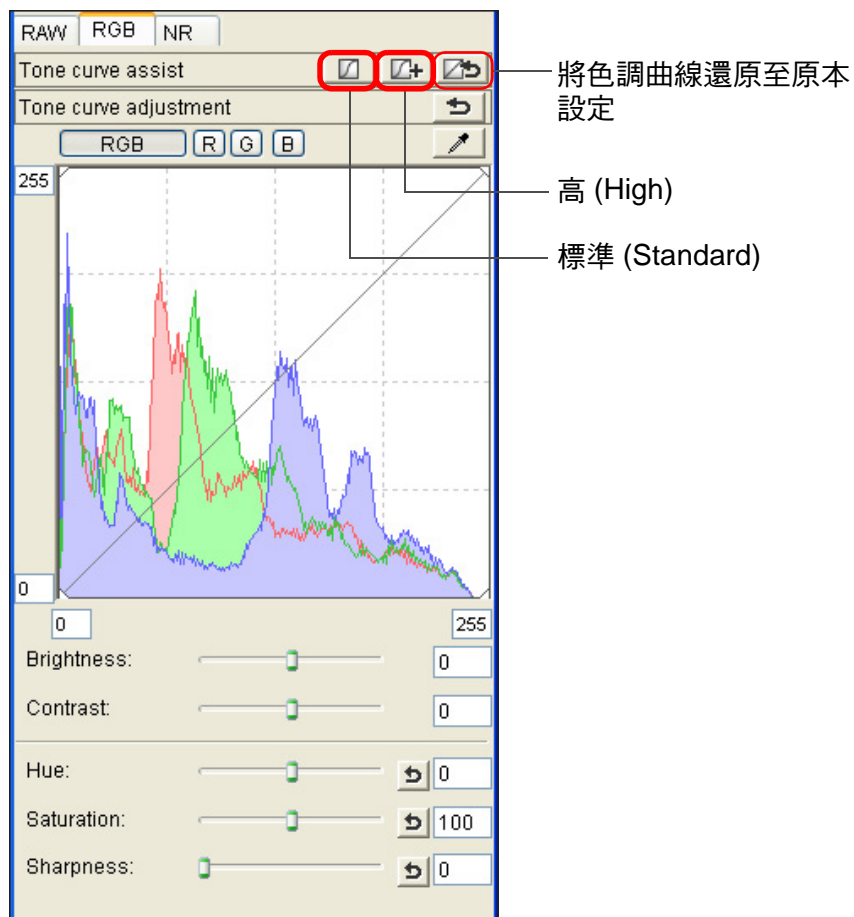 RAW RGB NR
Tone curve assist
將色調曲線還原至原本
設定
Tone curve adjustment
RGB R G B
高 (High)
255
標準 (Standard)
0
0 255
Brightness: 0
Contrast: 0
Hue: 0
Saturation: 100
Sharpness: 0